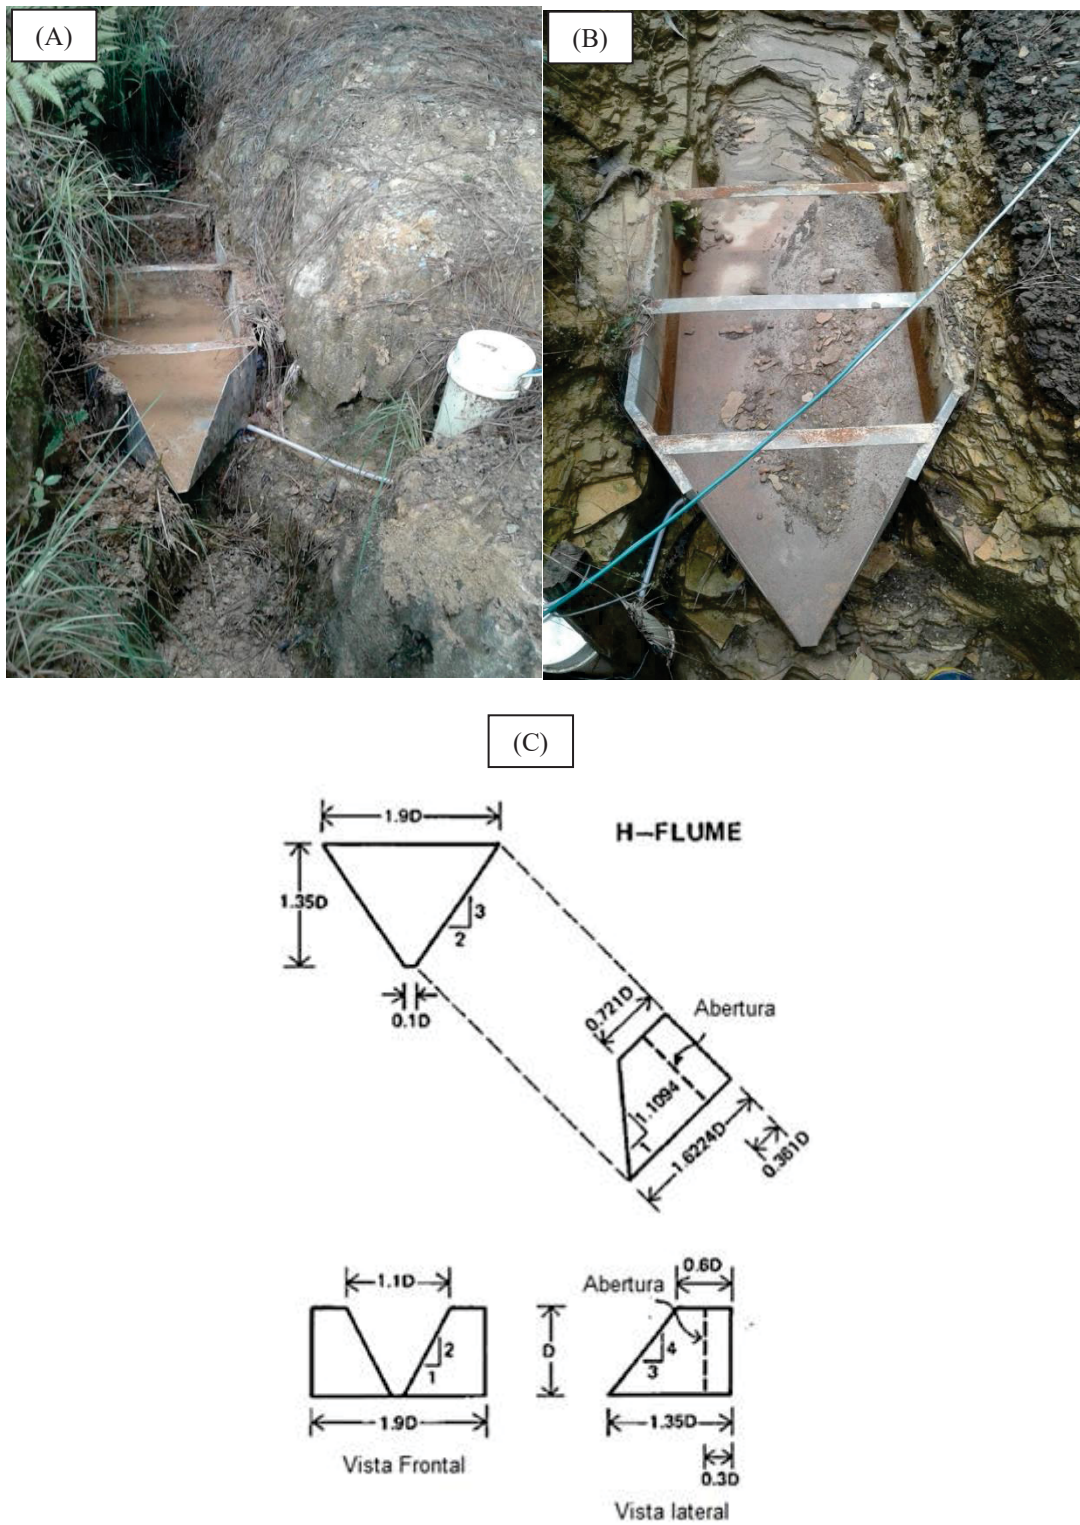 (A)
(B)
(C)
H-FLUME
1.9D
1.35D
3
2
0.1D
0.721D
Abertura
1.1094
1
1.6224D
0.361D
1.1D
2
1
1.9D
Vista Frontal
D
Abertura
0.6D
4
3
1.35D
0.3D
Vista lateral